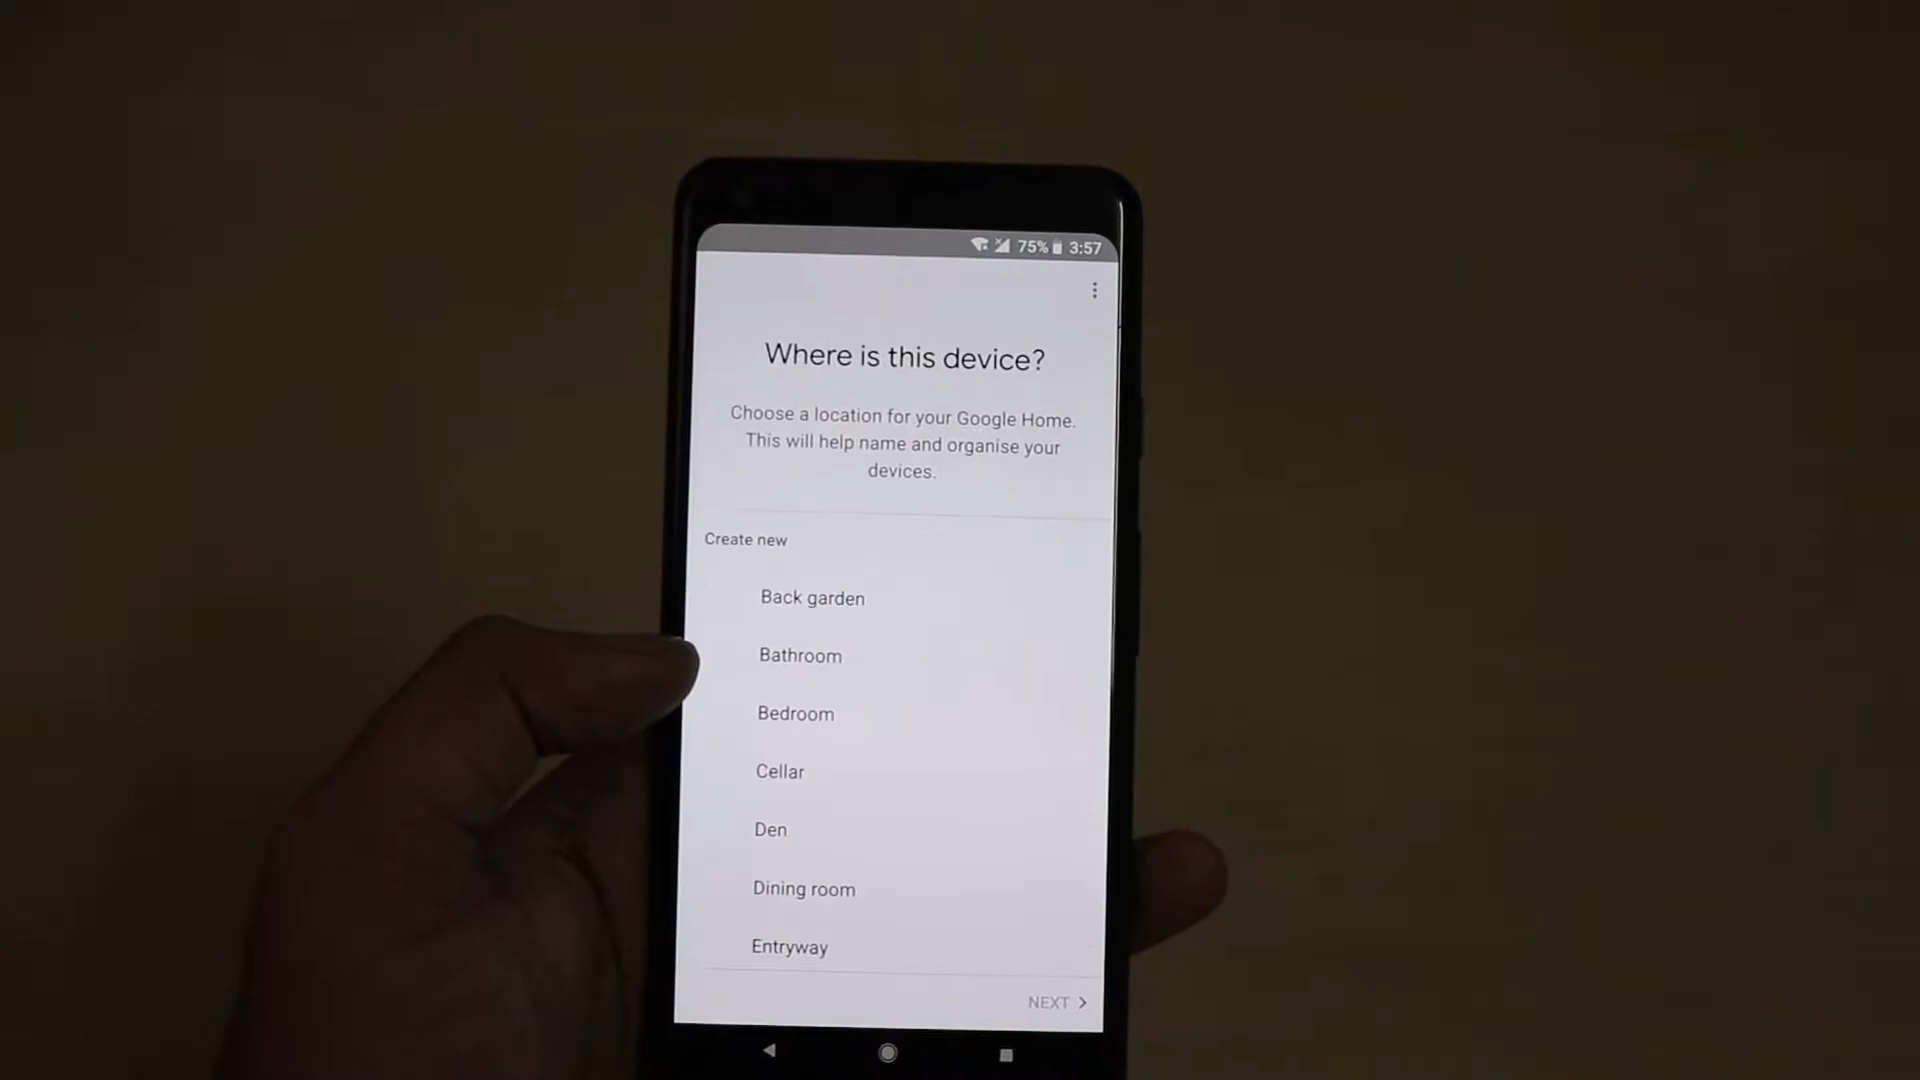 75% 3:57
Where is this device?
Choose a location for your Google Home.
This will help name and organise your
devices.
Create new
Back garden
Bathroom
Bedroom
Cellar
Den
Dining room
Entryway
NEXT